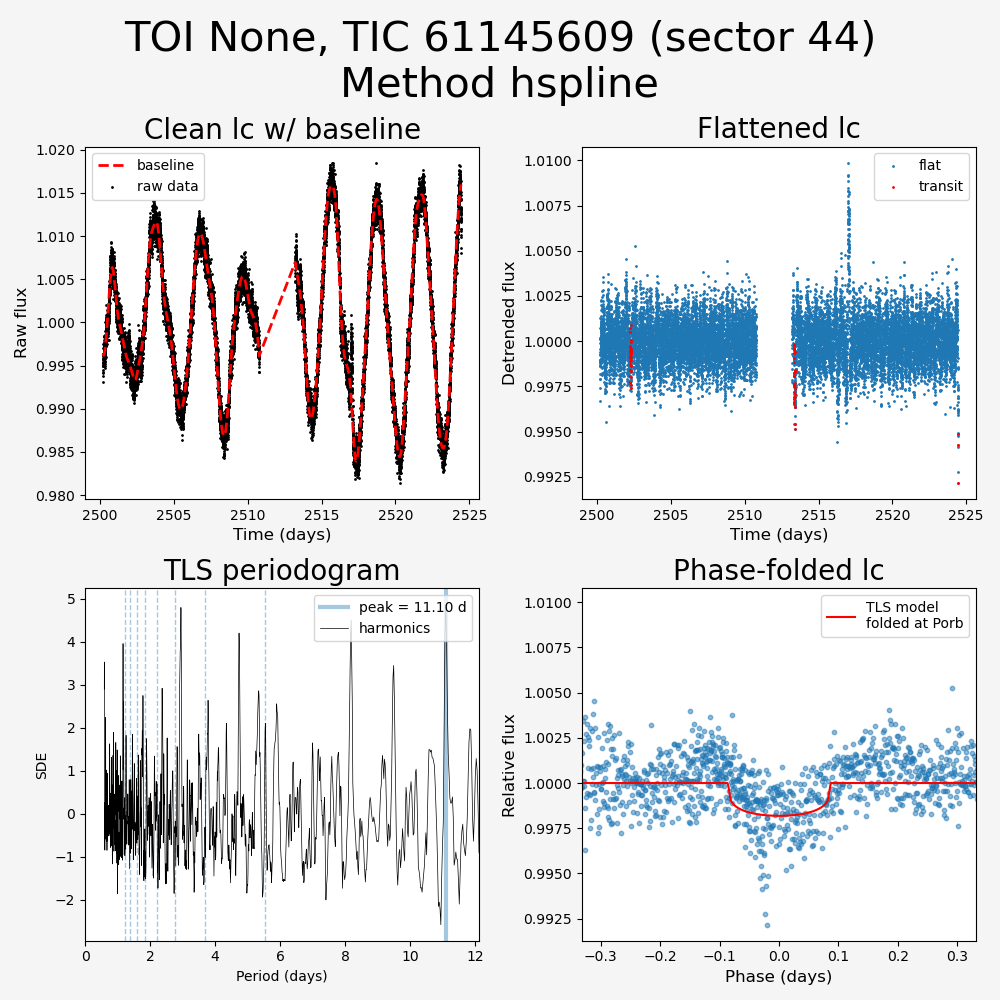 TOI None, TIC 61145609 (sector 44)
Method hspline
Clean lc w/ baseline
1.020
1.015
1.010
1.005
1.000
0.995
0.990
0.985
0.980
Raw flux
baseline
raw data
2500
2505
2510
2515
2520
2525
Time (days)
Flattened lc
1.0100
1.0075
1.0050
1.0025
1.0000
0.9975
0.9950
0.9925
Detrended flux
flat
transit
2500
2505
2510
2515
2520
2525
Time (days)
TLS periodogram
5
4
3
2
1
0
−1
−2
SDE
peak = 11.10 d
harmonics
0
2
4
6
8
10
12
Period (days)
Phase-folded lc
1.0100
1.0075
1.0050
1.0025
1.0000
0.9975
0.9950
0.9925
Relative flux
TLS model
folded at Porb
−0.3
−0.2
−0.1
0.0
0.1
0.2
0.3
Phase (days)